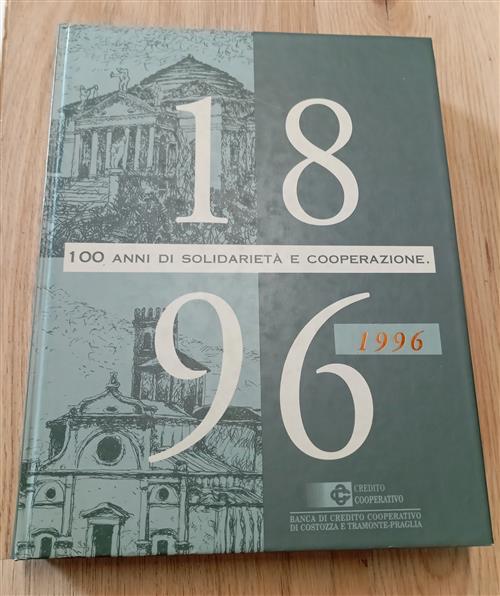 18
100 ANNI DI SOLIDARIETÀ E COOPERAZIONE.
96
1996
CREDITO
COOPERATIVO
BANCA DI CREDITO COOPERATIVO
DI COSTOZZA E TRAMONTE-PRAGLIA